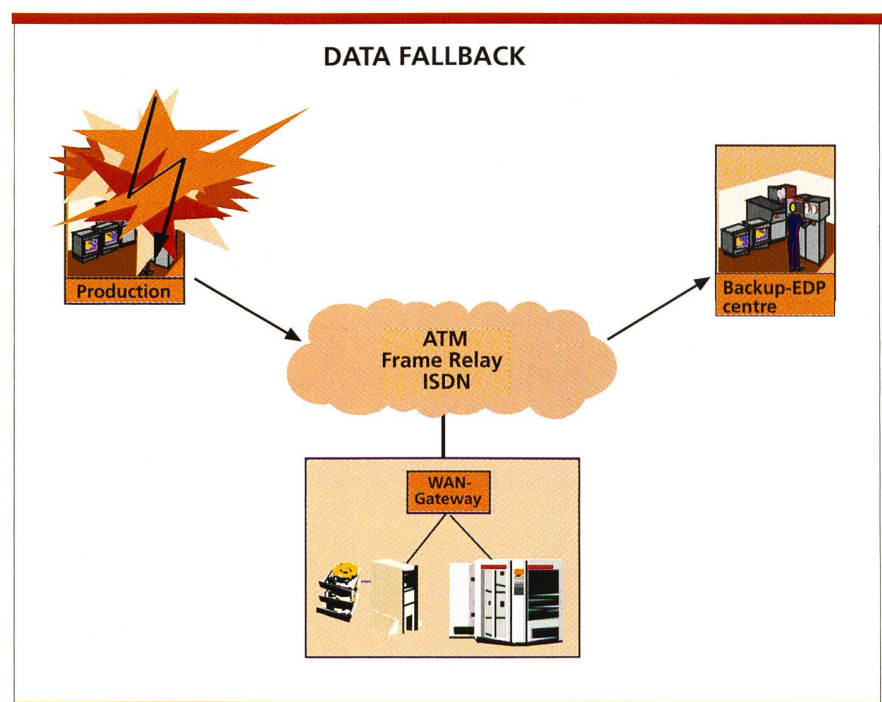 DATA FALLBACK
Production
Backup-EDP
centre
ATM
Frame Relay
ISDN
WAN-
Gateway